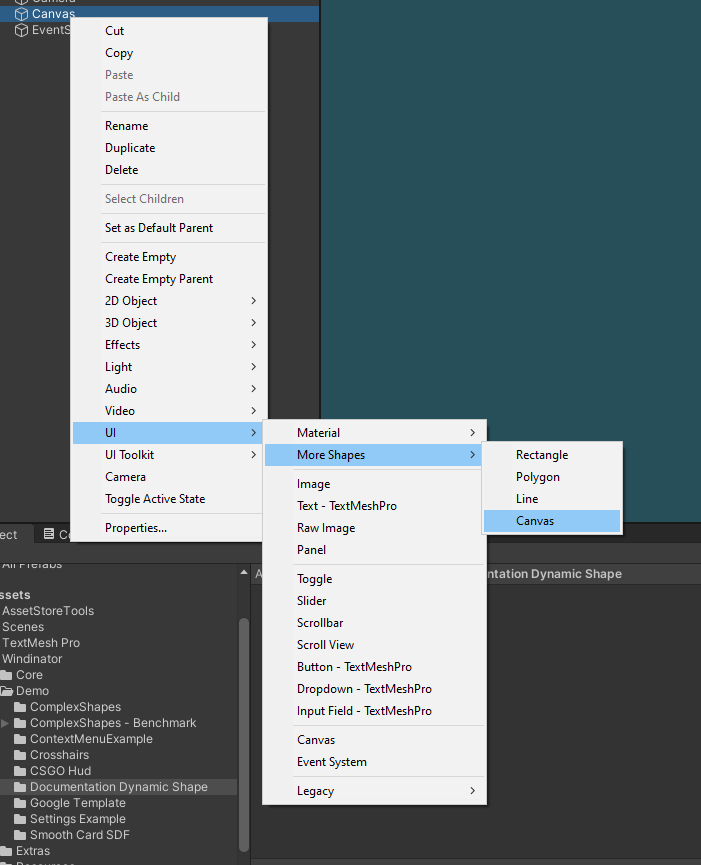 Camera
Canvas
EventS
Cut
Copy
Paste
Paste As Child
Rename
Duplicate
Delete
Select Children
Set as Default Parent
Create Empty
Create Empty Parent
2D Object
3D Object
Effects
Light
Audio
Video
UI
UI Toolkit
Camera
Toggle Active State
Properties...
Material
More Shapes
Image
Text - TextMeshPro
Raw Image
Panel
Toggle
Slider
Scrollbar
Scroll View
Button - TextMeshPro
Dropdown - TextMeshPro
Input Field - TextMeshPro
Canvas
Event System
Legacy
Rectangle
Polygon
Line
Canvas
ect
Co
All Prefabs
ssets
AssetStoreTools
Scenes
TextMesh Pro
Windinator
Core
Demo
ComplexShapes
ComplexShapes - Benchmark
ContextMenuExample
Crosshairs
CSGO Hud
Documentation Dynamic Shape
Google Template
Settings Example
Smooth Card SDF
Extras
A
ntation Dynamic Shape